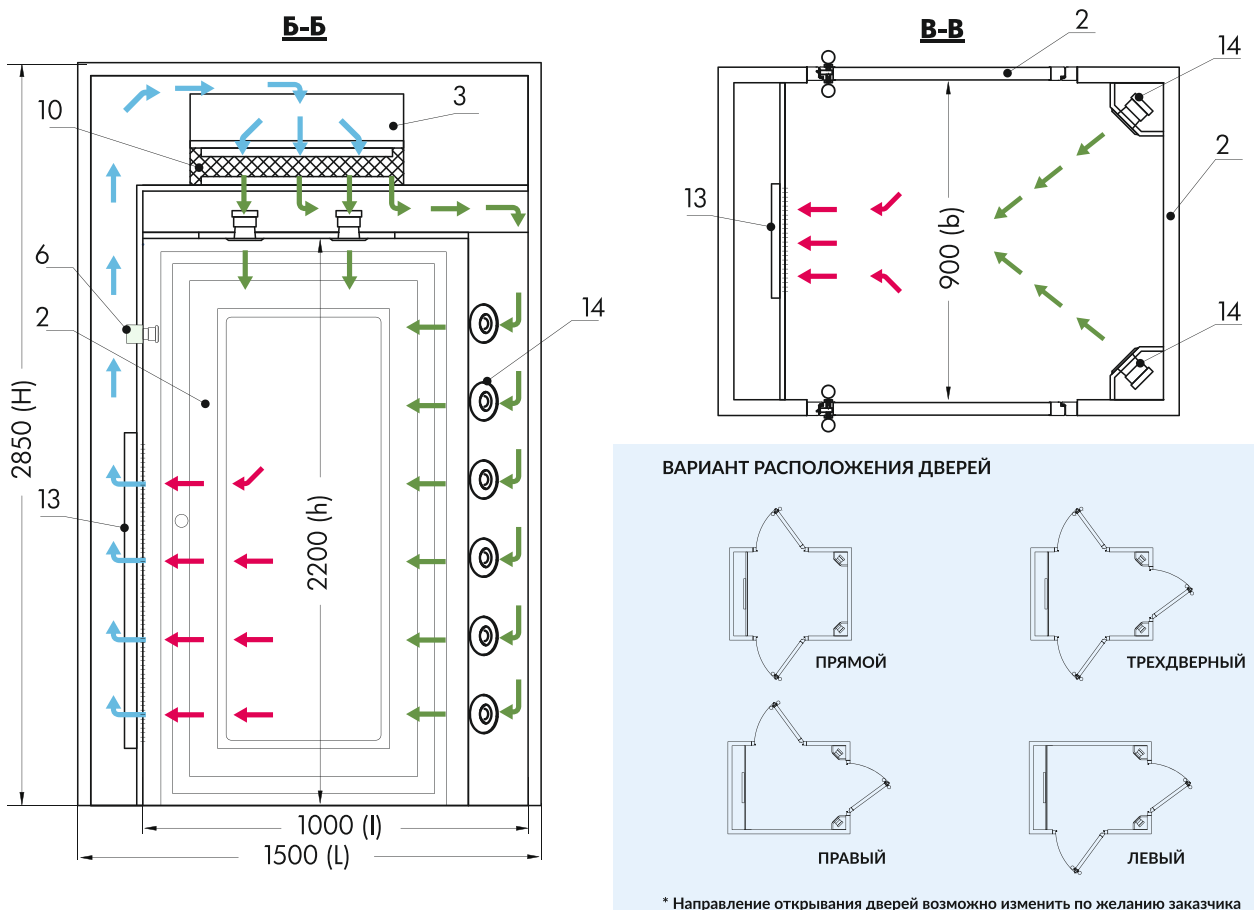 Б-Б
10
3
6
2
14
13
2850 (H)
2200 (h)
1000 (l)
1500 (L)
В-В
2
14
2
13
900 (b)
14
ВАРИАНТ РАСПОЛОЖЕНИЯ ДВЕРЕЙ
ПРЯМОЙ
ТРЕХДВЕРНЫЙ
ПРАВЫЙ
ЛЕВЫЙ
* Направление открывания дверей возможно изменить по желанию заказчика